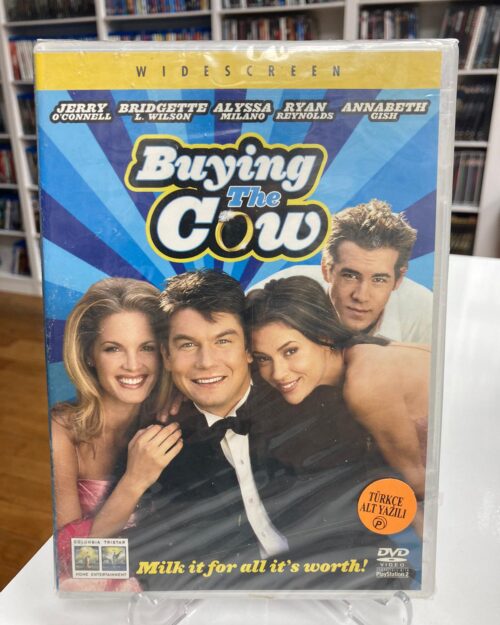 WIDESCREEN
JERRY O'CONNELL
BRIDGETTE L. WILSON
ALYSSA MILANO
RYAN REYNOLDS
ANNABETH GISH
Buying
The
Cow
TÜRKÇE
ALT YAZILI
P
COLUMBIA TRISTAR
HOME ENTERTAINMENT
Milk it for all it's worth!
DVD
VIDEO
PlayStation 2